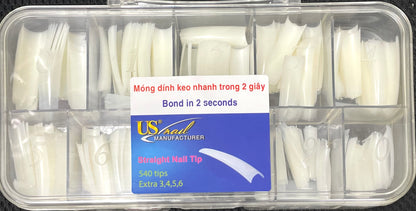 Móng dính keo nhanh trong 2 giây
Bond in 2 seconds
US® nail
MANUFACTURER
Straight Nail Tip
540 tips
Extra 3,4,5,6